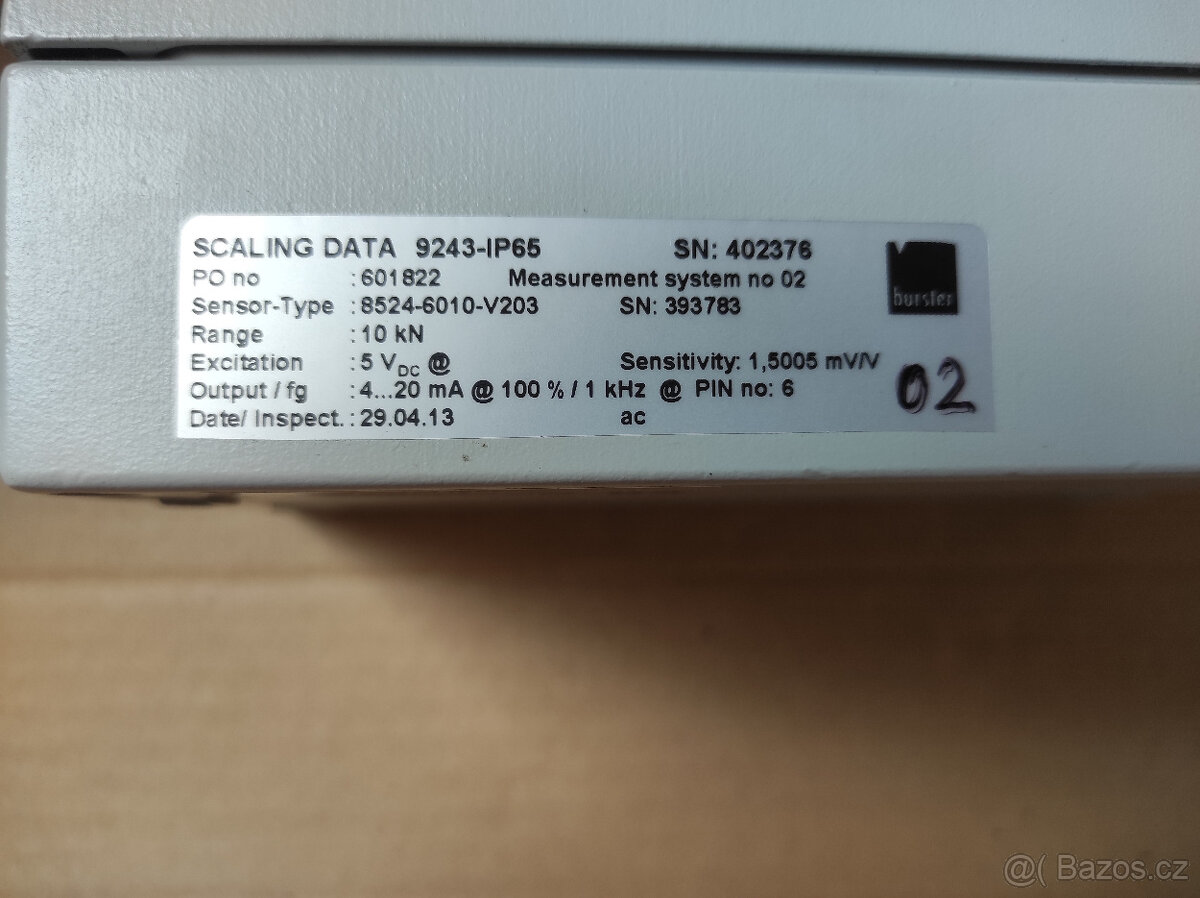 SCALING DATA 9243-IP65 SN: 402376
PO no : 601822 Measurement system no 02
Sensor-Type : 8524-6010-V203 SN: 393783
Range : 10 kN
Excitation : 5 VDC @ Sensitivity: 1,5005 mV/V
Output / fg : 4...20 mA @ 100 % / 1 kHz @ PIN no: 6
Date/ Inspect. : 29.04.13 ac
burster
02
@( Bazos.cz